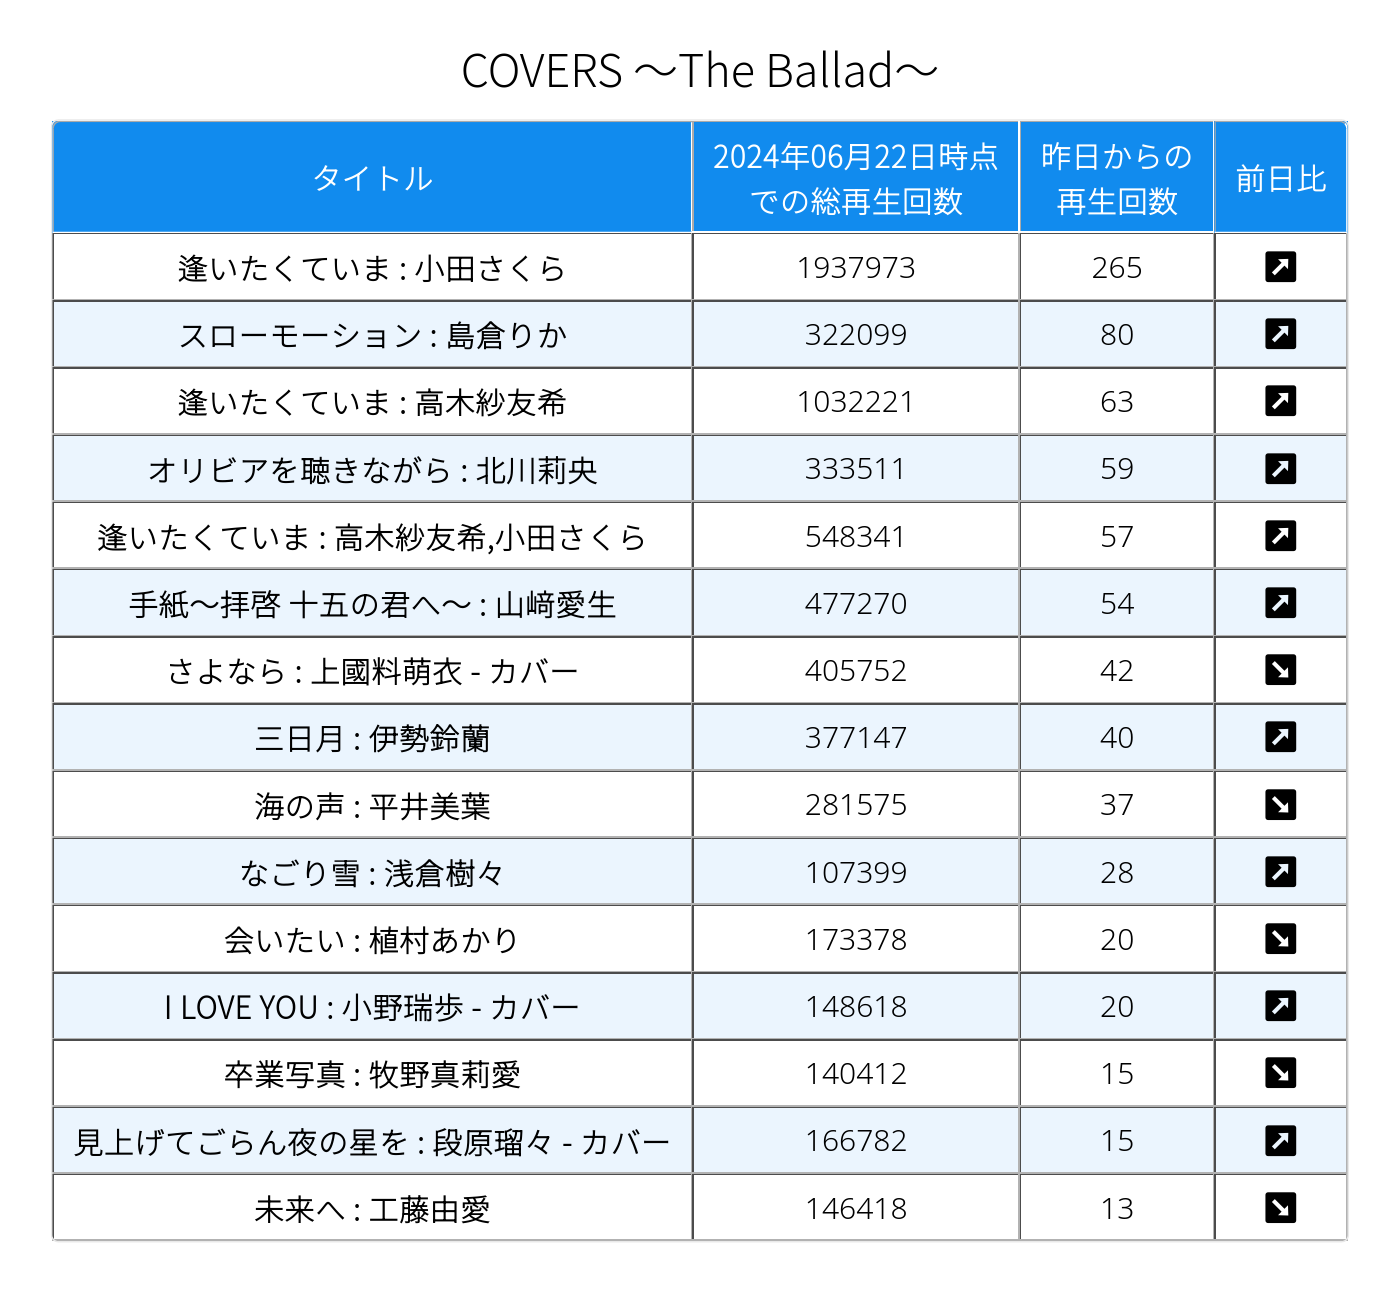 COVERS ～The Ballad～
タイトル 2024年06月22日時点での総再生回数 昨日からの再生回数 前日比
逢いたくていま : 小田さくら 1937973 265 ↗
スローモーション : 島倉りか 322099 80 ↗
逢いたくていま : 高木紗友希 1032221 63 ↗
オリビアを聴きながら : 北川莉央 333511 59 ↗
逢いたくていま : 高木紗友希,小田さくら 548341 57 ↗
手紙～拝啓 十五の君へ～ : 山﨑愛生 477270 54 ↗
さよなら : 上國料萌衣 - カバー 405752 42 ↘
三日月 : 伊勢鈴蘭 377147 40 ↗
海の声 : 平井美葉 281575 37 ↘
なごり雪 : 浅倉樹々 107399 28 ↗
会いたい : 植村あかり 173378 20 ↘
I LOVE YOU : 小野瑞歩 - カバー 148618 20 ↗
卒業写真 : 牧野真莉愛 140412 15 ↘
見上げてごらん夜の星を : 段原瑠々 - カバー 166782 15 ↗
未来へ : 工藤由愛 146418 13 ↘